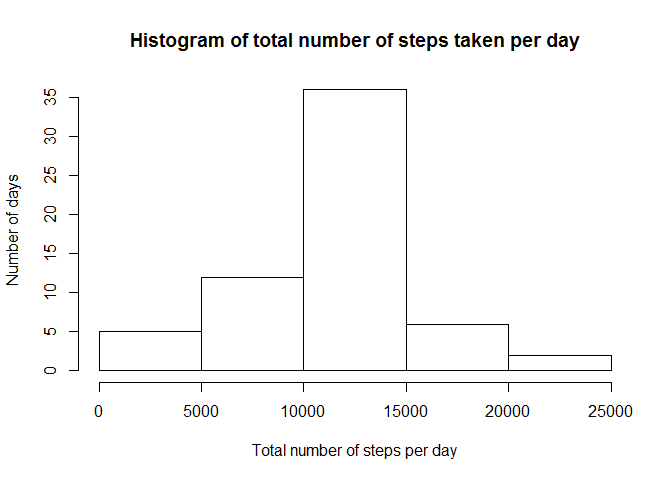 Histogram of total number of steps taken per day
Number of days
35
30
25
20
15
10
5
0
0 5000 10000 15000 20000 25000
Total number of steps per day